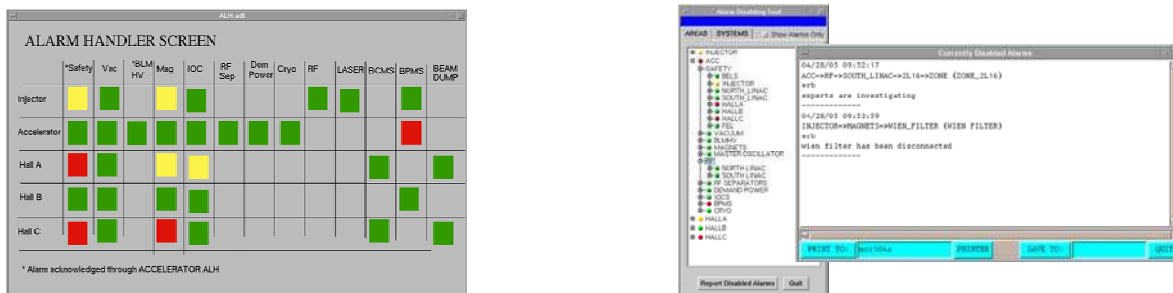 ALH.adl
ALARM HANDLER SCREEN
*Safety Vac *BLM HV Mag IOC RF Sep Dem Power Cryo RF LASER BCMS BPMS BEAM DUMP
Injector
Accelerator
Hall A
Hall B
Hall C
* Alarm acknowledged through ACCELERATOR ALH
Alarm Disabling Tool
AREAS SYSTEMS Show Alarms Only
INJECTOR
ACC
SAFETY
BELS
INJECTOR
NORTH_LINAC
SOUTH_LINAC
HALLA
HALLB
HALLC
FEL
VACUUM
BLMHV
MAGNETS
MASTER OSCILLATOR
RF
NORTH LINAC
SOUTH LINAC
RF SEPARATORS
DEMAND POWER
IOCS
BPMS
CRYO
HALLA
HALLB
HALLC
Report Disabled Alarms Quit
Currently Disabled Alarms
04/28/05 09:52:17
ACC->RF->SOUTH_LINAC->2L16->ZONE (ZONE_2L16)
erb
experts are investigating
-------------
04/28/05 09:53:59
INJECTOR->MAGNETS->WIEN_FILTER (WIEN FILTER)
erb
wien filter has been disconnected
-------------
PRINT TO: PRINTER SAVE TO: QUIT